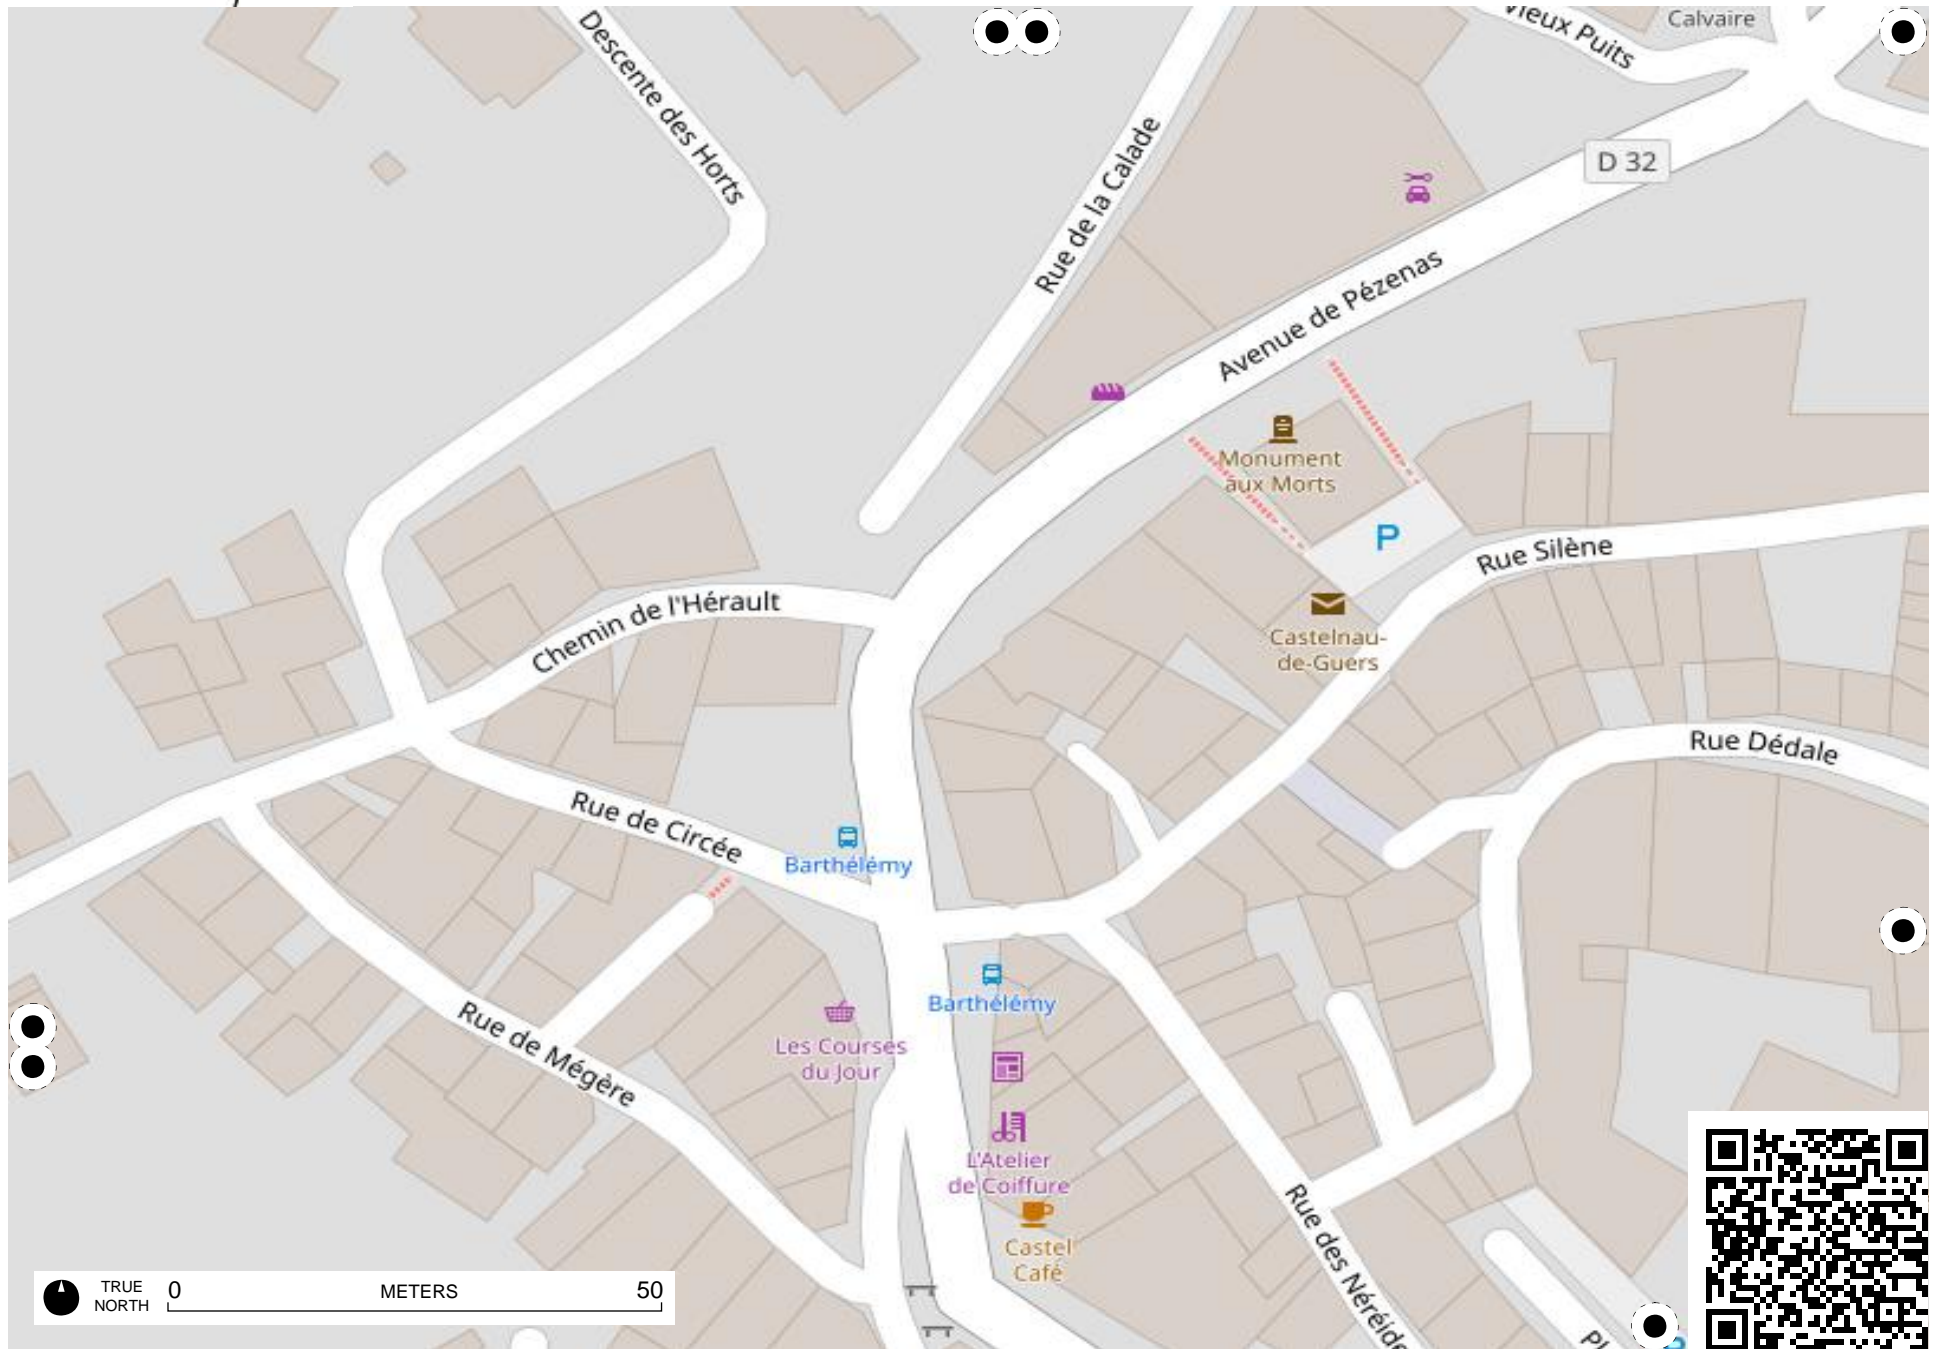 Descente des Horts
Vieux Puits
Calvaire
Rue de la Calade
D 32
Avenue de Pézenas
Monument
aux Morts
P
Rue Silène
Castelnau-
de-Guers
Chemin de l'Hérault
Rue Dédale
Rue de Circée
Barthélémy
Barthélémy
Rue de Mégère
Les Courses
du Jour
L'Atelier
de Coiffure
Castel
Café
Rue des Néréide
Pl
TRUE
NORTH
0 METERS 50